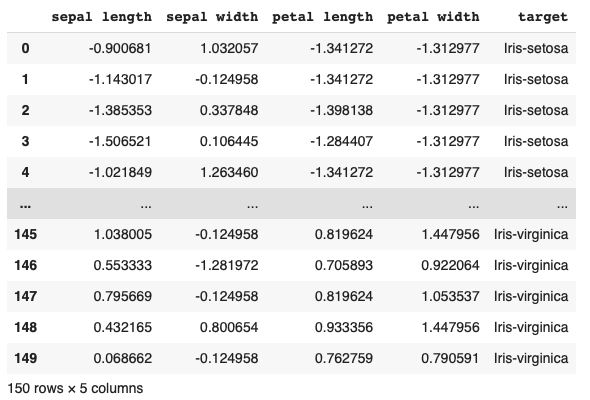 sepal length sepal width petal length petal width target
0 -0.900681 1.032057 -1.341272 -1.312977 Iris-setosa
1 -1.143017 -0.124958 -1.341272 -1.312977 Iris-setosa
2 -1.385353 0.337848 -1.398138 -1.312977 Iris-setosa
3 -1.506521 0.106445 -1.284407 -1.312977 Iris-setosa
4 -1.021849 1.263460 -1.341272 -1.312977 Iris-setosa
... ... ... ... ... ...
145 1.038005 -0.124958 0.819624 1.447956 Iris-virginica
146 0.553333 -1.281972 0.705893 0.922064 Iris-virginica
147 0.795669 -0.124958 0.819624 1.053537 Iris-virginica
148 0.432165 0.800654 0.933356 1.447956 Iris-virginica
149 0.068662 -0.124958 0.762759 0.790591 Iris-virginica
150 rows × 5 columns